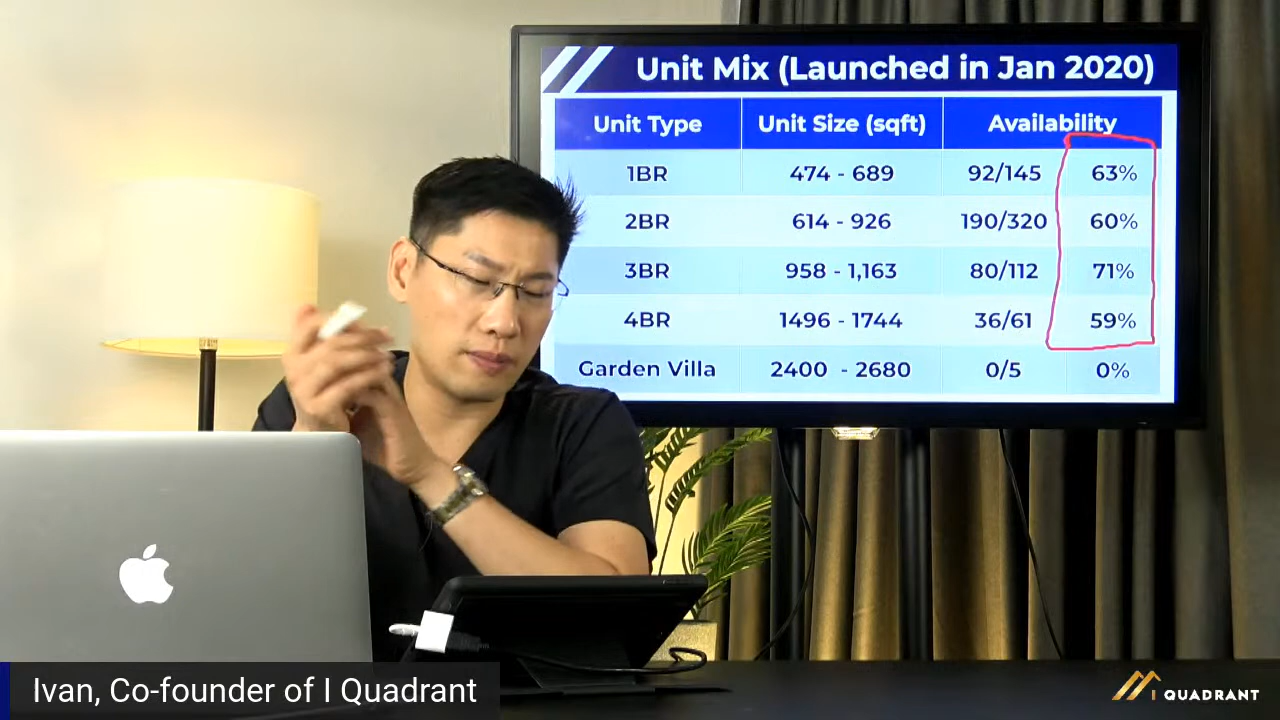 Unit Mix (Launched in Jan 2020)
Unit Type Unit Size (sqft) Availability
1BR 474 - 689 92/145 63%
2BR 614 - 926 190/320 60%
3BR 958 - 1,163 80/112 71%
4BR 1496 - 1744 36/61 59%
Garden Villa 2400 - 2680 0/5 0%
Ivan, Co-founder of I Quadrant
I QUADRANT